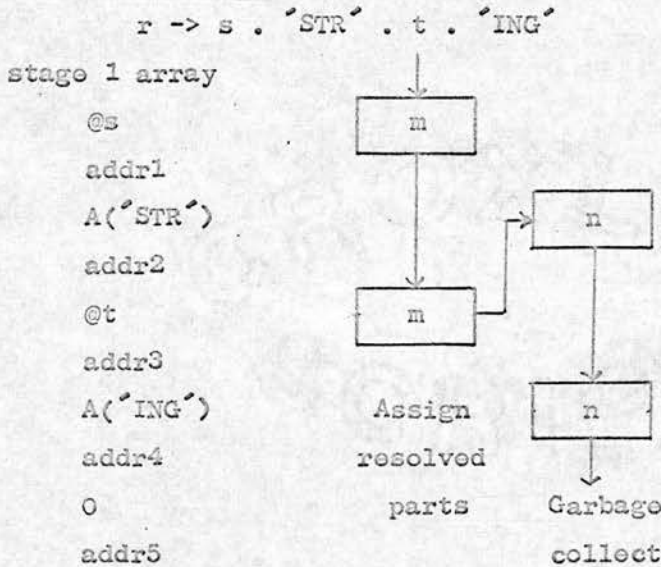 r -> s . ´STR´ . t . ´ING´
stage 1 array
@s
m
addr1
A(´STR´)
n
addr2
@t
m
addr3
A(´ING´)
Assign
n
addr4
resolved
0
parts
Garbage
addr5
collect